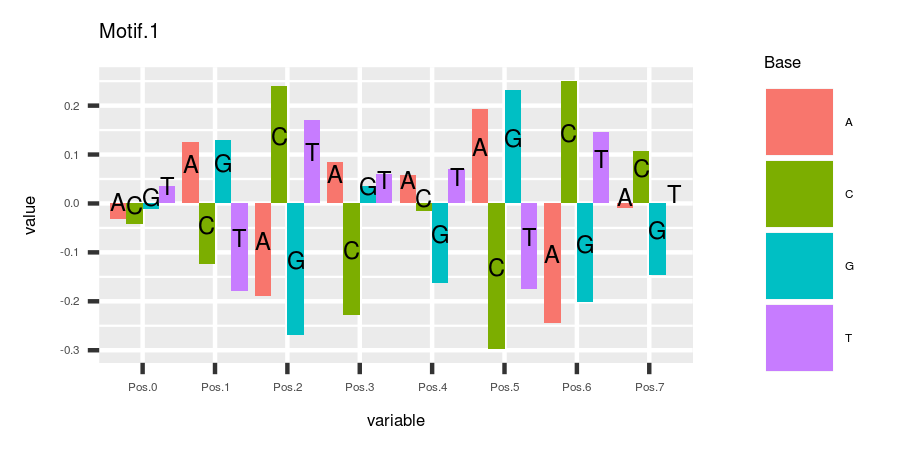 Motif.1
Base
value
0.2
0.1
0.0
-0.1
-0.2
-0.3
A C G T
A C G T
A C G T
A C G T
A C G T
A C G T
A C G T
A C G T
Pos.0 Pos.1 Pos.2 Pos.3 Pos.4 Pos.5 Pos.6 Pos.7
variable
A
C
G
T